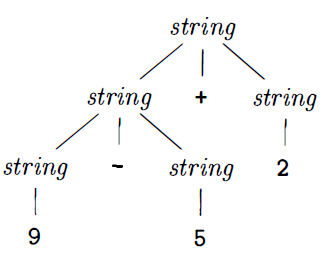 string
string + string
string - string 2
9 5